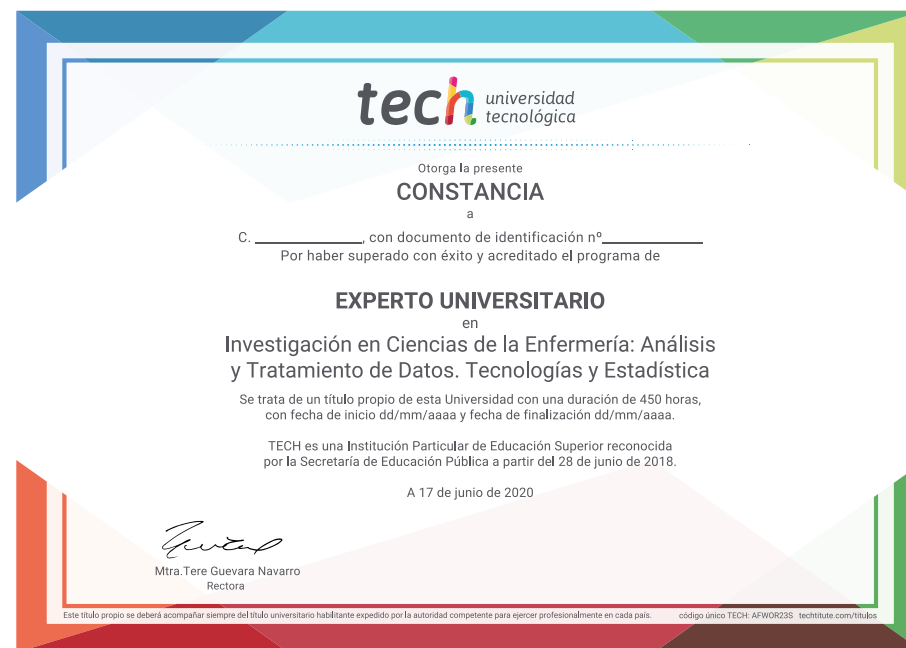 tech universidad
tecnológica
Otorga la presente
CONSTANCIA
a
C. ____________, con documento de identificación nº____________
Por haber superado con éxito y acreditado el programa de
EXPERTO UNIVERSITARIO
en
Investigación en Ciencias de la Enfermería: Análisis
y Tratamiento de Datos. Tecnologías y Estadística
Se trata de un título propio de esta Universidad con una duración de 450 horas,
con fecha de inicio dd/mm/aaaa y fecha de finalización dd/mm/aaaa.
TECH es una Institución Particular de Educación Superior reconocida
por la Secretaría de Educación Pública a partir del 28 de junio de 2018.
A 17 de junio de 2020
Mtra.Tere Guevara Navarro
Rectora
Este título propio se deberá acompañar siempre del título universitario habilitante expedido por la autoridad competente para ejercer profesionalmente en cada país. código único TECH: AFWOR23S techtitute.com/titulos